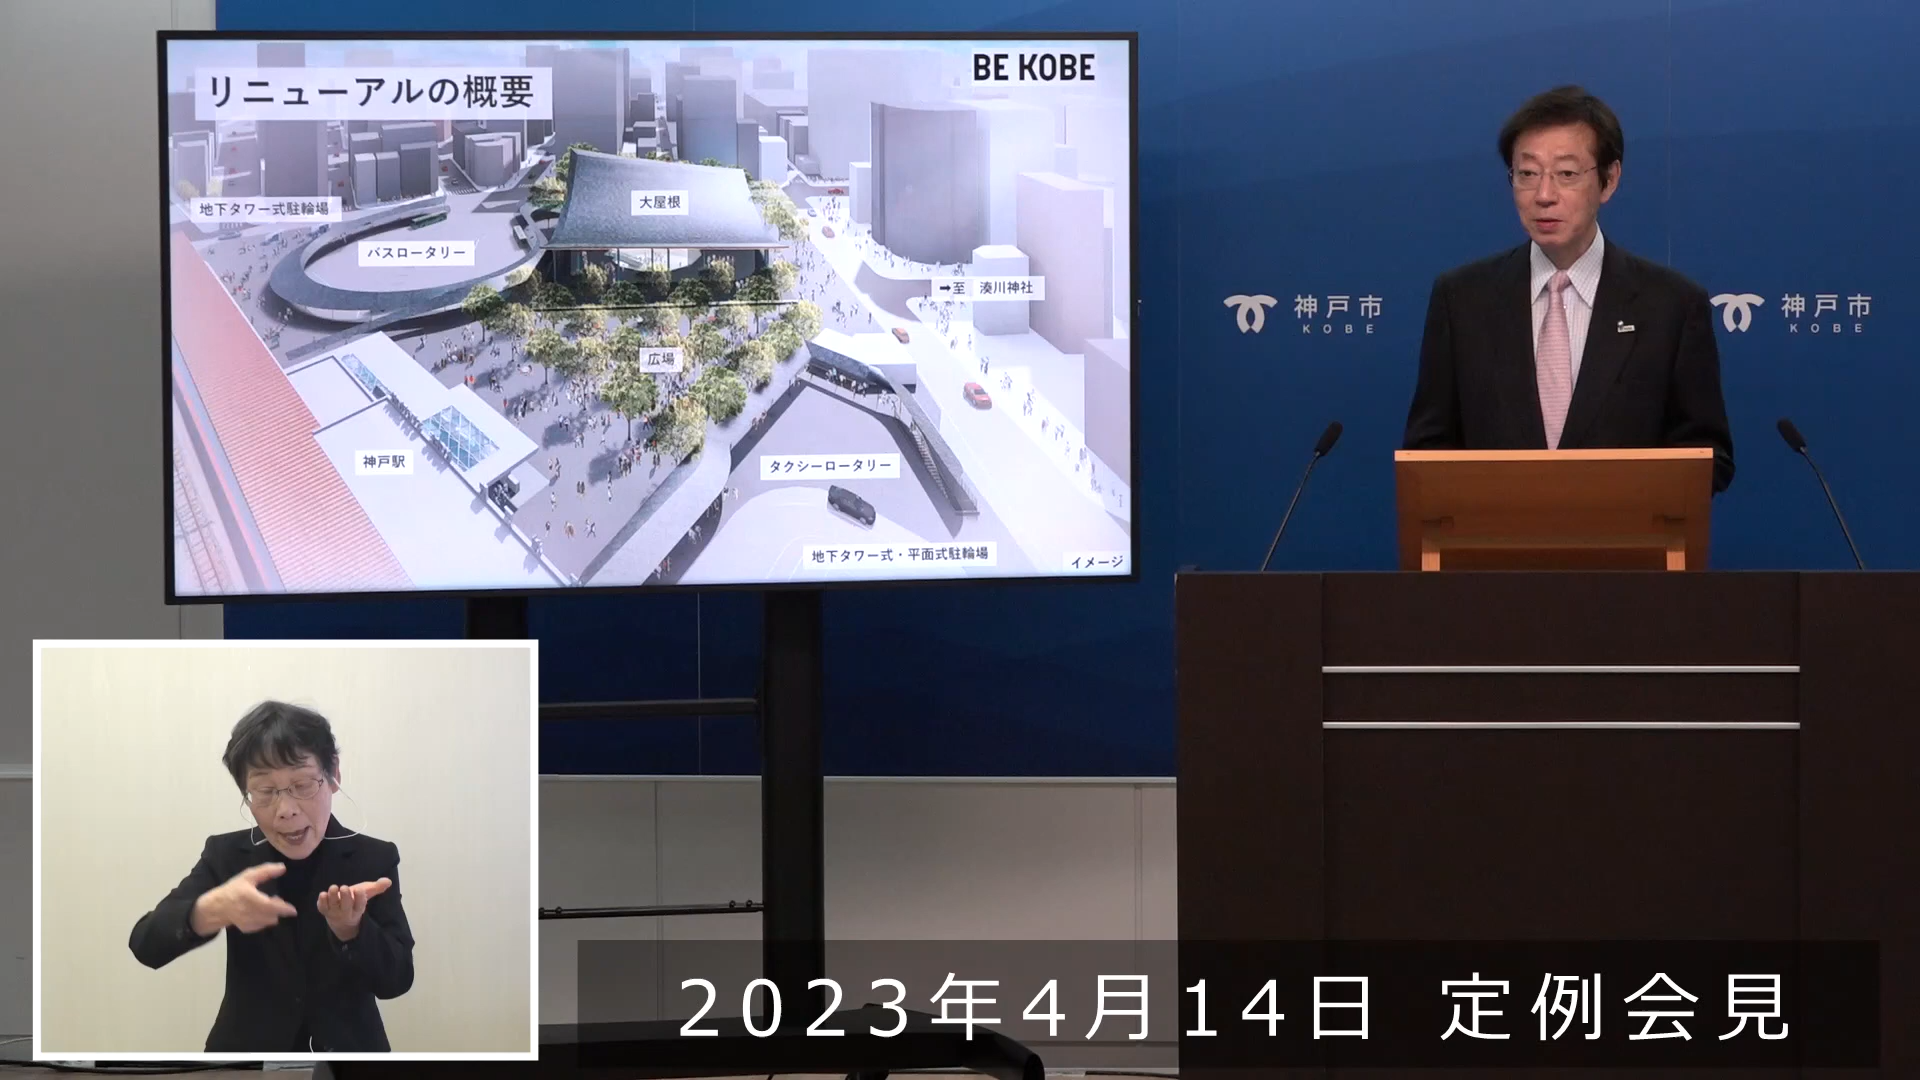 リニューアルの概要
BE KOBE
大屋根
地下タワー式駐輪場
バスロータリー
➡至 湊川神社
広場
神戸駅
タクシーロータリー
地下タワー式・平面式駐輪場
イメージ
神戸市
KOBE
神戸市
KOBE
2023年4月14日 定例会見